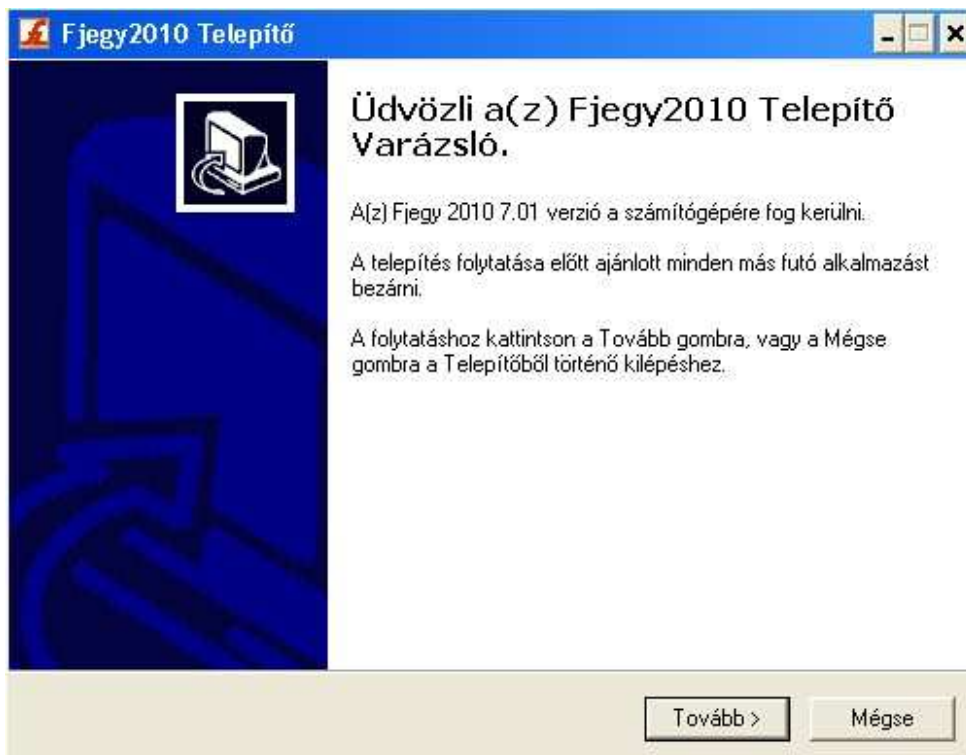 Fjegy2010 Telepítő
Üdvözli a(z) Fjegy2010 Telepítő
Varázsló.
A(z) Fjegy 2010 7.01 verzió a számítógépére fog kerülni.
A telepítés folytatása előtt ajánlott minden más futó alkalmazást
bezárni.
A folytatáshoz kattintson a Tovább gombra, vagy a Mégse
gombra a Telepítőből történő kilépéshez.
Tovább >
Mégse